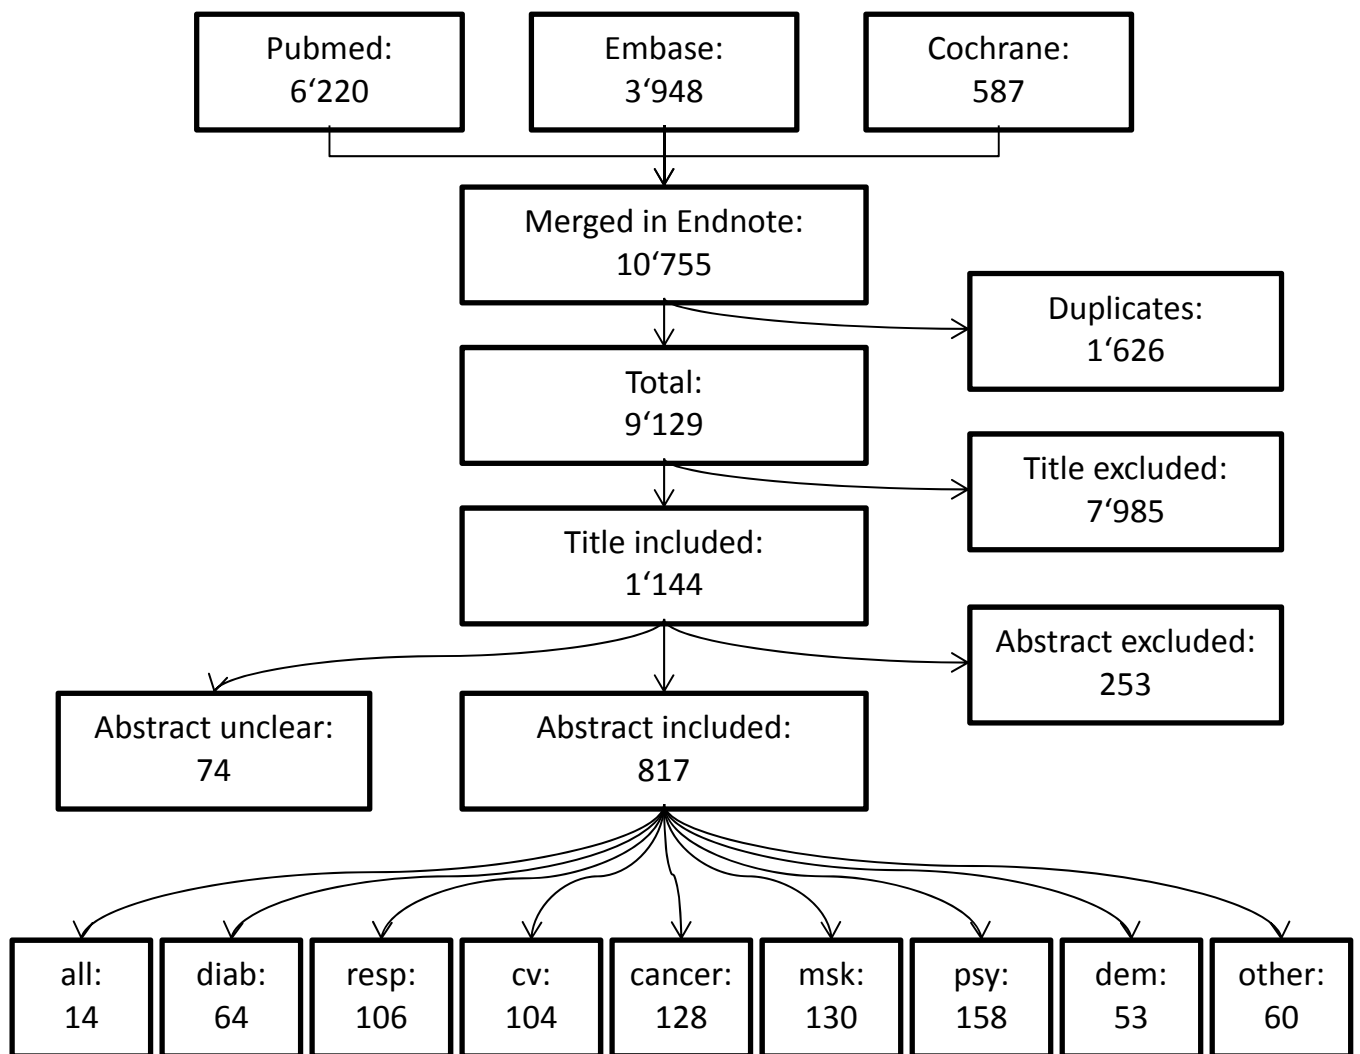 Pubmed:
6‘220
Embase:
3‘948
Cochrane:
587
Merged in Endnote:
10‘755
Duplicates:
1‘626
Total:
9‘129
Title excluded:
7‘985
Title included:
1‘144
Abstract excluded:
253
Abstract unclear:
74
Abstract included:
817
all:
14
diab:
64
resp:
106
cv:
104
cancer:
128
msk:
130
psy:
158
dem:
53
other:
60